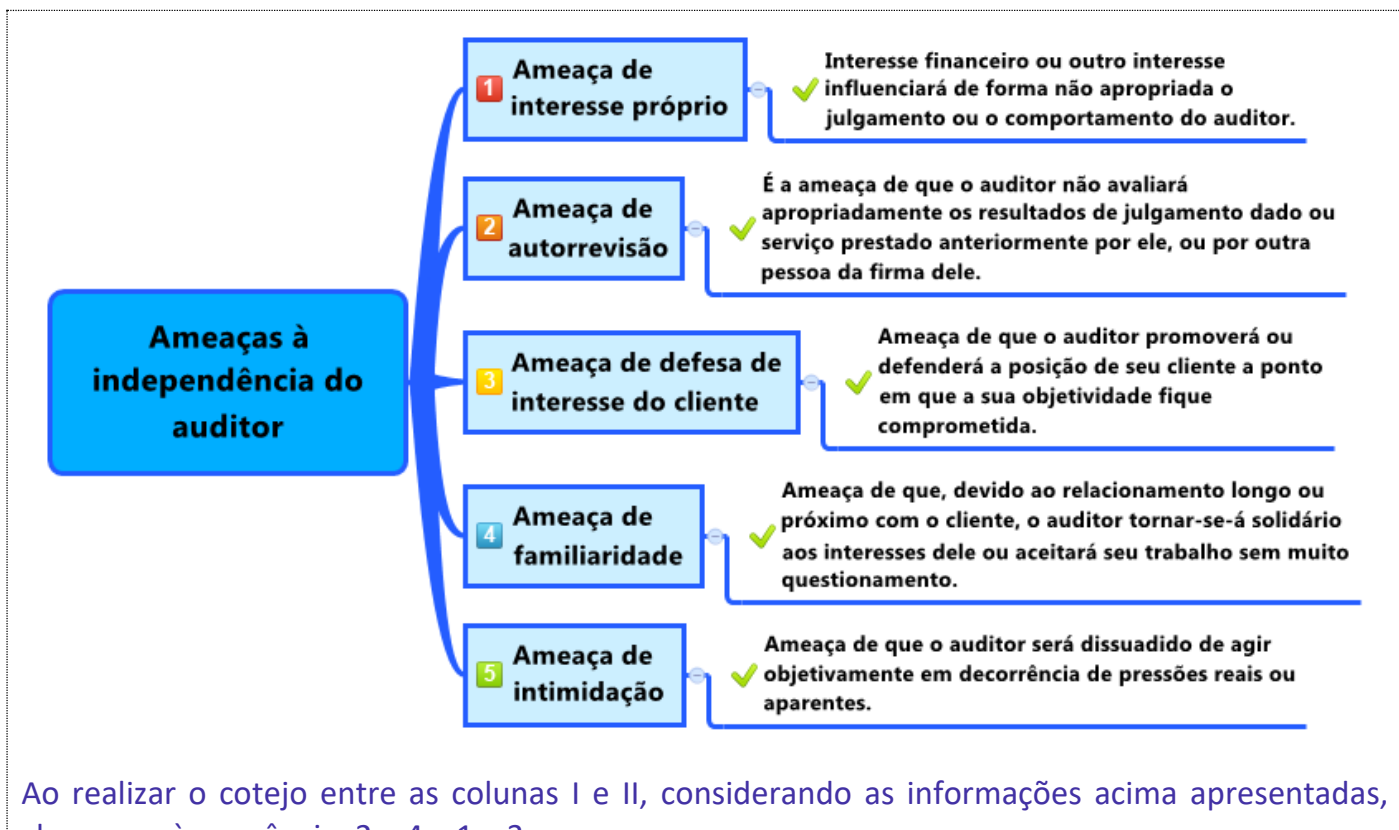 Ameaças à
independência do
auditor
1 Ameaça de
interesse próprio
Interesse financeiro ou outro interesse
influenciará de forma não apropriada o
julgamento ou o comportamento do auditor.
2 Ameaça de
autorrevisão
É a ameaça de que o auditor não avaliará
apropriadamente os resultados de julgamento dado ou
serviço prestado anteriormente por ele, ou por outra
pessoa da firma dele.
3 Ameaça de defesa de
interesse do cliente
Ameaça de que o auditor promoverá ou
defenderá a posição de seu cliente a ponto
em que a sua objetividade fique
comprometida.
4 Ameaça de
familiaridade
Ameaça de que, devido ao relacionamento longo ou
próximo com o cliente, o auditor tornar-se-á solidário
aos interesses dele ou aceitará seu trabalho sem muito
questionamento.
5 Ameaça de
intimidação
Ameaça de que o auditor será dissuadido de agir
objetivamente em decorrência de pressões reais ou
aparentes.
Ao realizar o cotejo entre as colunas I e II, considerando as informações acima apresentadas,